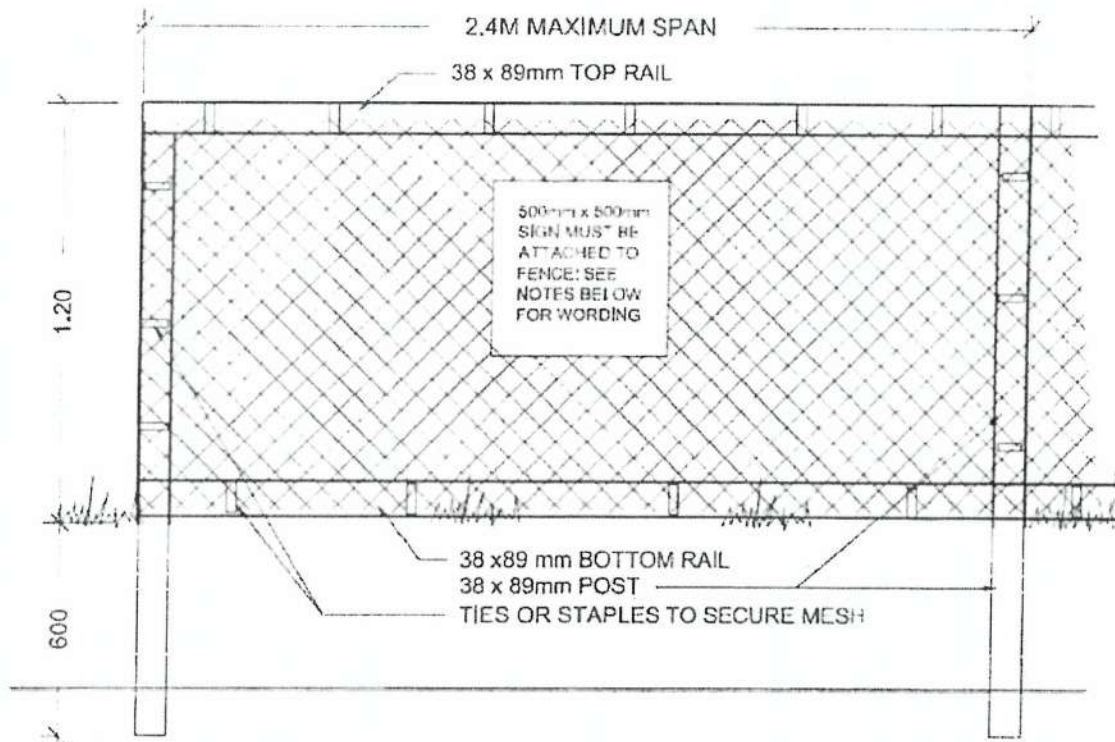 2.4M MAXIMUM SPAN
38 x 89mm TOP RAIL
1.20
500mm x 500mm
SIGN MUST BE
ATTACHED TO
FENCE: SEE
NOTES BELOW
FOR WORDING
38 x89 mm BOTTOM RAIL
38 x 89mm POST
TIES OR STAPLES TO SECURE MESH
600